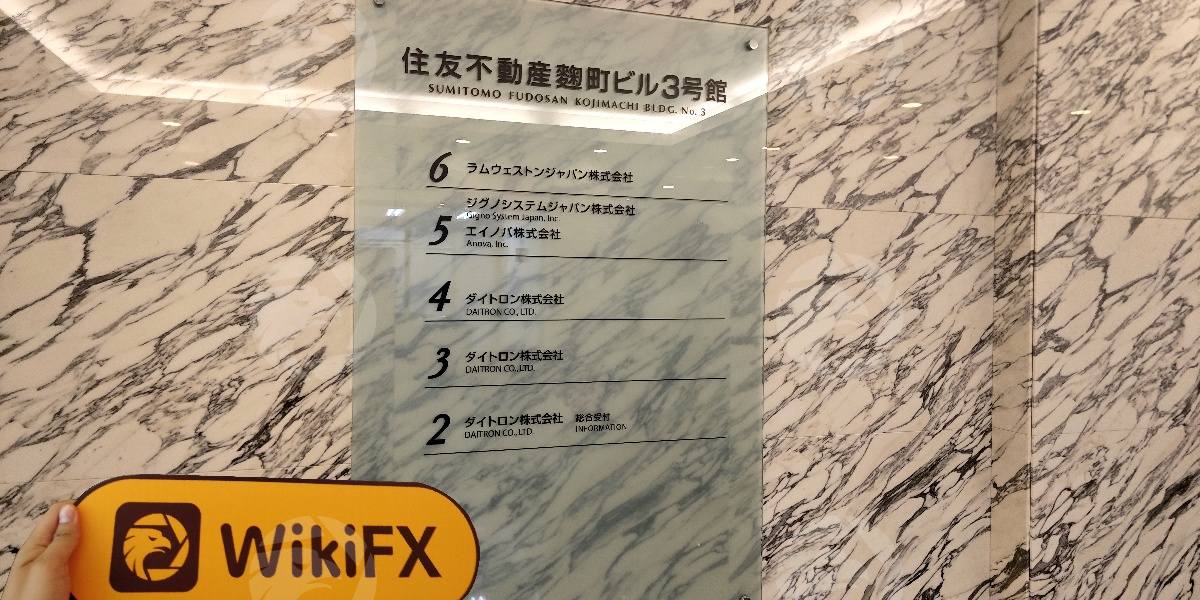 住友不動産麴町ビル3号館
SUMITOMO FUDOSAN KOJIMACHI BLDG. No. 3
6 ラムウェストンジャパン株式会社
ジグノシステムジャパン株式会社
Gigno System Japan, Inc.
5 エイノバ株式会社
Anova, Inc.
4 ダイトロン株式会社
DAITRON CO., LTD.
3 ダイトロン株式会社
DAITRON CO.,LTD.
2 ダイトロン株式会社 総合受付
DAITRON CO.,LTD. INFORMATION
WikiFX